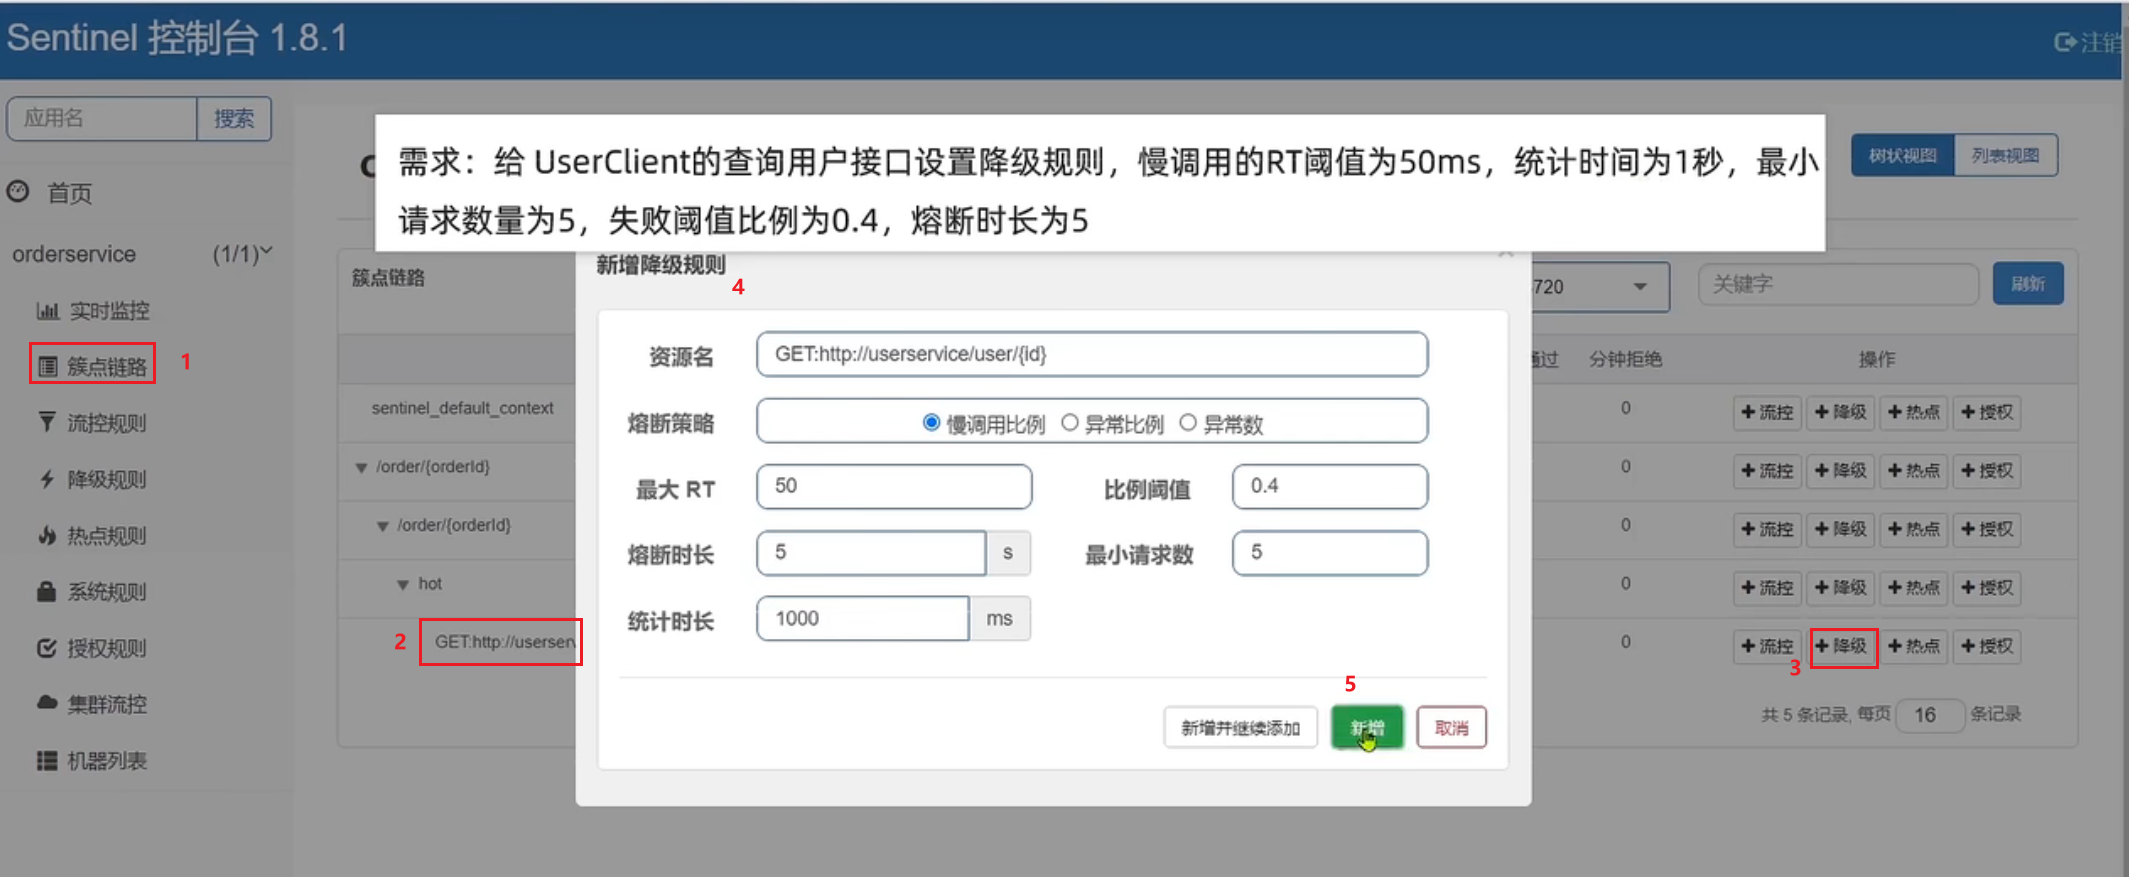 Sentinel 控制台 1.8.1
注销
应用名
搜索
需求：给 UserClient的查询用户接口设置降级规则，慢调用的RT阈值为50ms，统计时间为1秒，最小
请求数量为5，失败阈值比例为0.4，熔断时长为5
树状视图
列表视图
首页
orderservice (1/1)
实时监控
簇点链路
1
流控规则
降级规则
热点规则
系统规则
授权规则
集群流控
机器列表
簇点链路
720
关键字
刷新
通过
分钟拒绝
操作
sentinel_default_context
0
流控
降级
热点
授权
/order/{orderId}
0
流控
降级
热点
授权
/order/{orderId}
0
流控
降级
热点
授权
hot
0
流控
降级
热点
授权
2
GET:http://userserv
0
流控
降级
热点
授权
3
共 5 条记录, 每页 16 条记录
新增降级规则
4
资源名
GET:http://userservice/user/{id}
熔断策略
慢调用比例
异常比例
异常数
最大 RT
50
比例阈值
0.4
熔断时长
5
s
最小请求数
5
统计时长
1000
ms
5
新增并继续添加
新增
取消